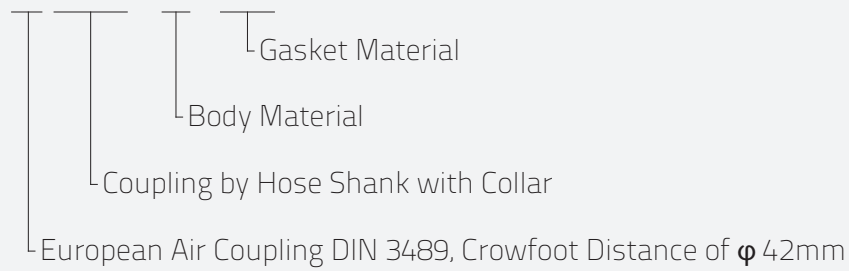 Gasket Material
Body Material
Coupling by Hose Shank with Collar
European Air Coupling DIN 3489, Crowfoot Distance of φ 42mm